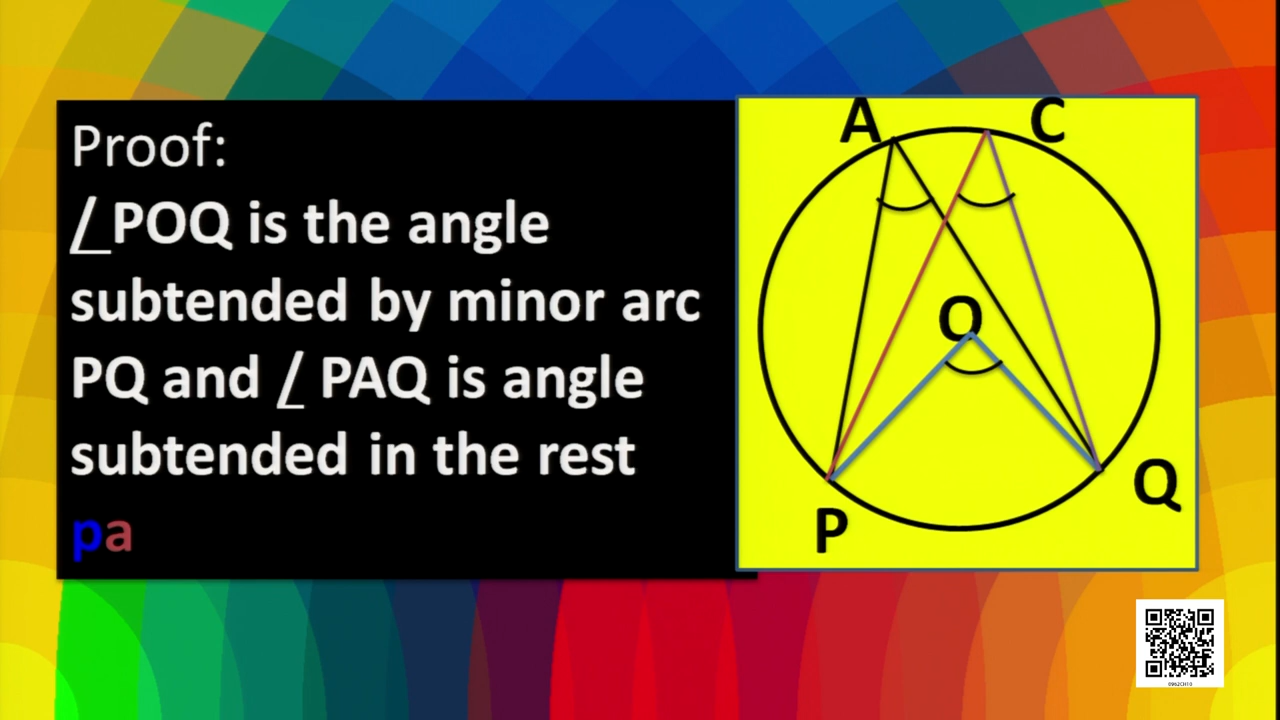 Proof:
/ POQ is the angle
subtended by minor arc
PQ and / PAQ is angle
subtended in the rest
pa
A
C
O
P
Q
0962CH10